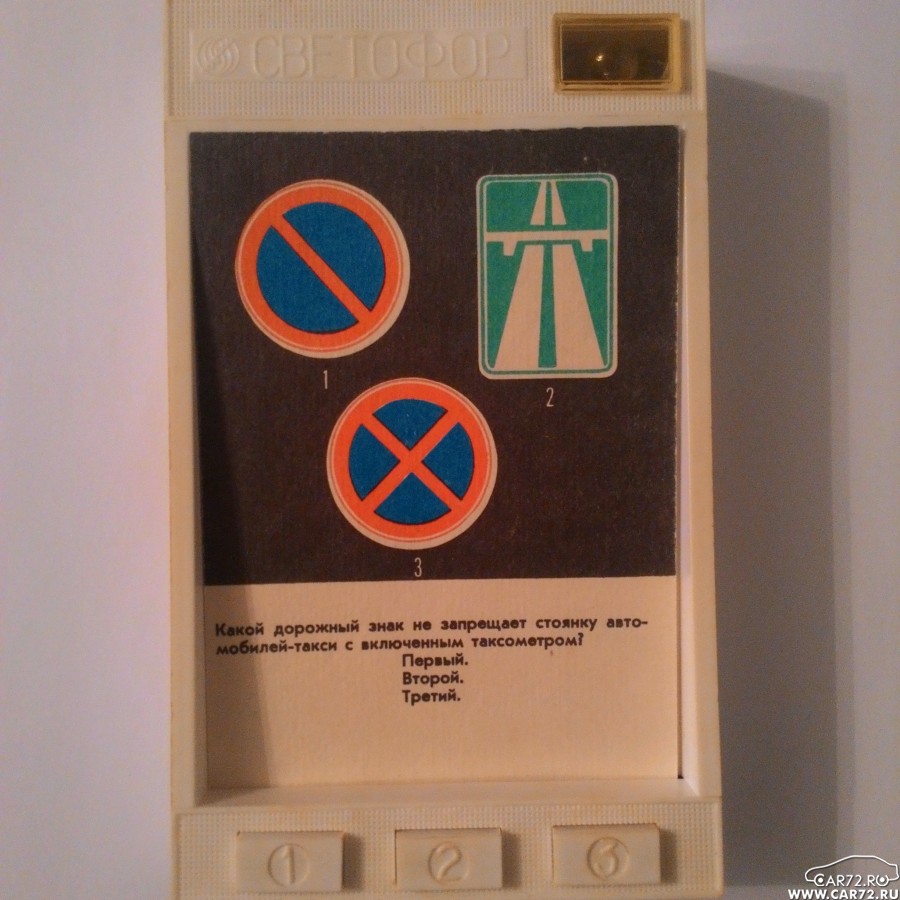 СВЕТОФОР
1
2
3
Какой дорожный знак не запрещает стоянку авто-
мобилей-такси с включенным таксометром?
Первый.
Второй.
Третий.
1 2 3
CAR72.RU
WWW.CAR72.RU